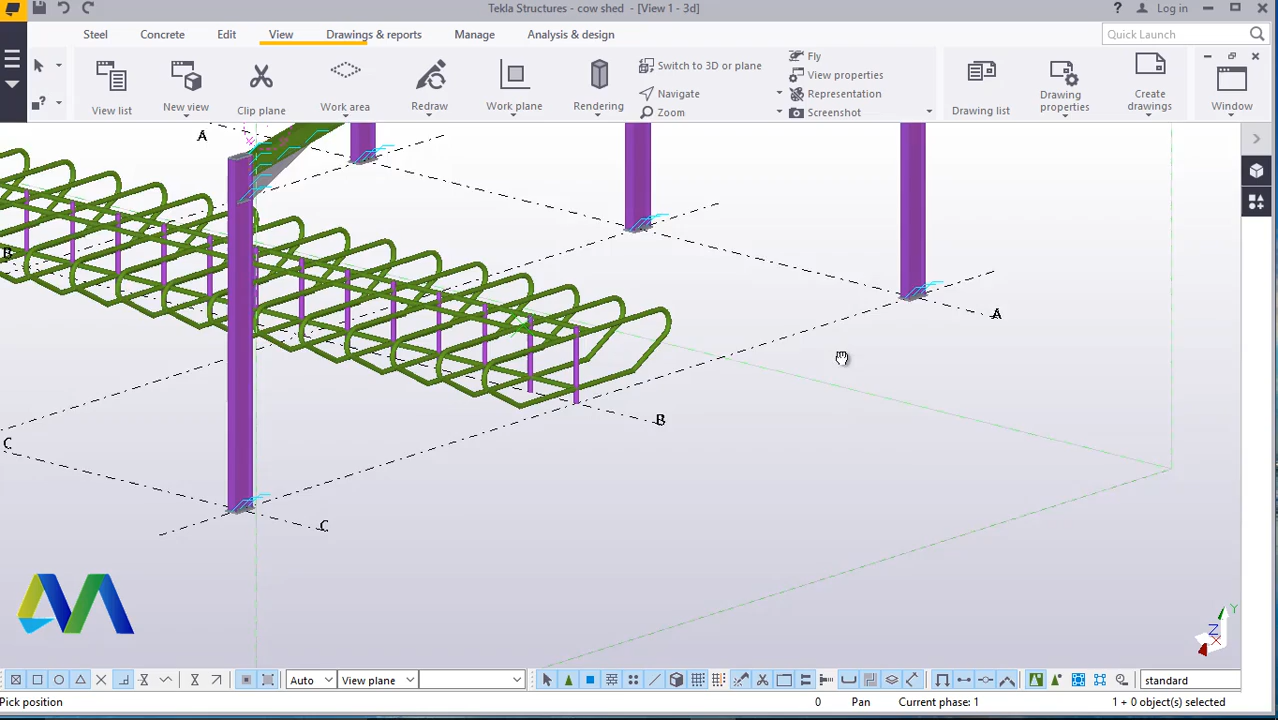 Tekla Structures - cow shed - [View 1 - 3d]
? Log in
Steel Concrete Edit View Drawings & reports Manage Analysis & design Quick Launch
View list
New view
Clip plane
Work area
Redraw
Work plane
Rendering
Switch to 3D or plane
Navigate
Zoom
Fly
View properties
Representation
Screenshot
Drawing list
Drawing properties
Create drawings
Window
A
B
A
B
C
C
Y
Z
X
Auto View plane standard
Pick position 0 Pan Current phase: 1 1 + 0 object(s) selected